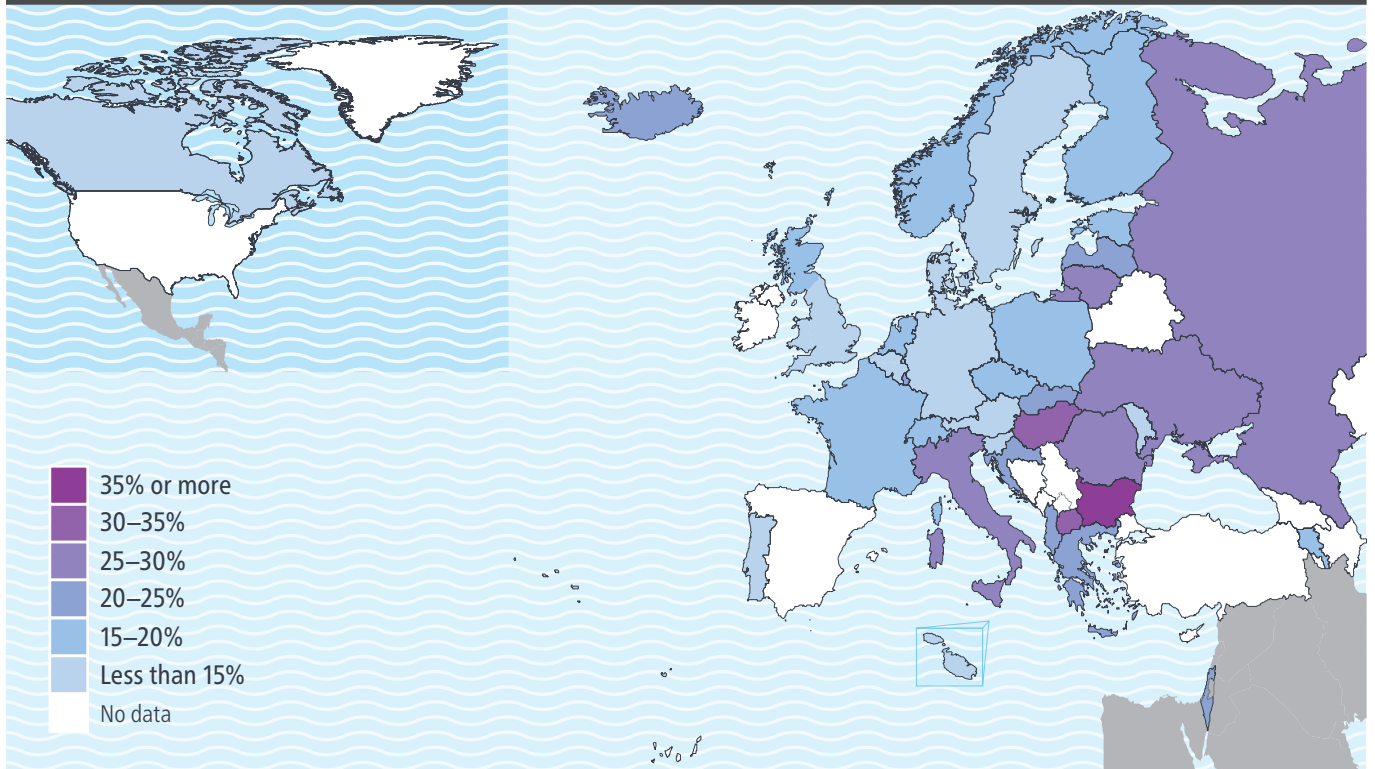 35% or more
30–35%
25–30%
20–25%
15–20%
Less than 15%
No data